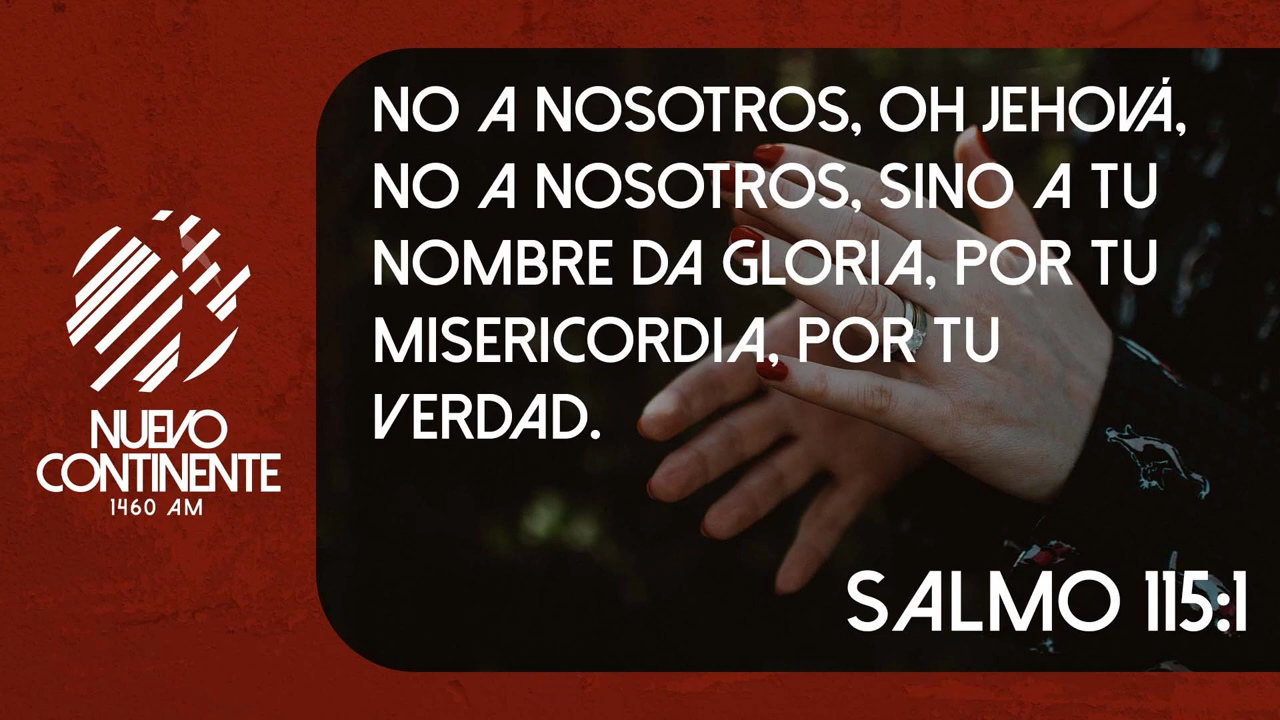 NO A NOSOTROS, OH JEHOVÁ,
NO A NOSOTROS, SINO A TU
NOMBRE DA GLORIA, POR TU
MISERICORDIA, POR TU
VERDAD.
SALMO 115:1
NUEVO
CONTINENTE
1460 AM